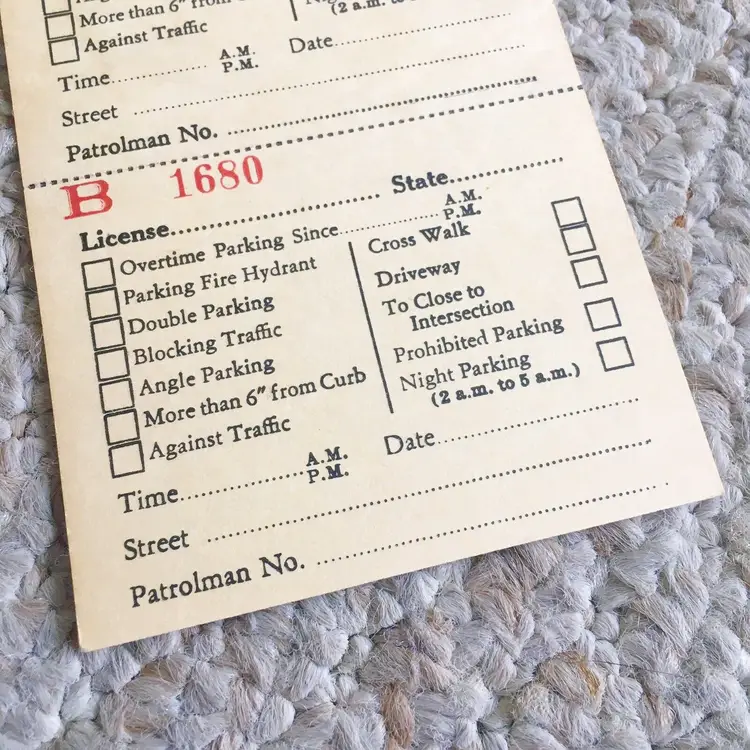 More than 6" from
(2 a.m. to
Against Traffic
Time............ A.M. P.M. Date............
Street ............
Patrolman No. ............
B 1680
License............ State............
Overtime Parking Since............ A.M. P.M.
Parking Fire Hydrant
Double Parking
Blocking Traffic
Angle Parking
More than 6" from Curb
Against Traffic
Cross Walk
Driveway
To Close to
Intersection
Prohibited Parking
Night Parking
(2 a.m. to 5 a.m.)
Time............ A.M. P.M. Date............
Street ............
Patrolman No. ............